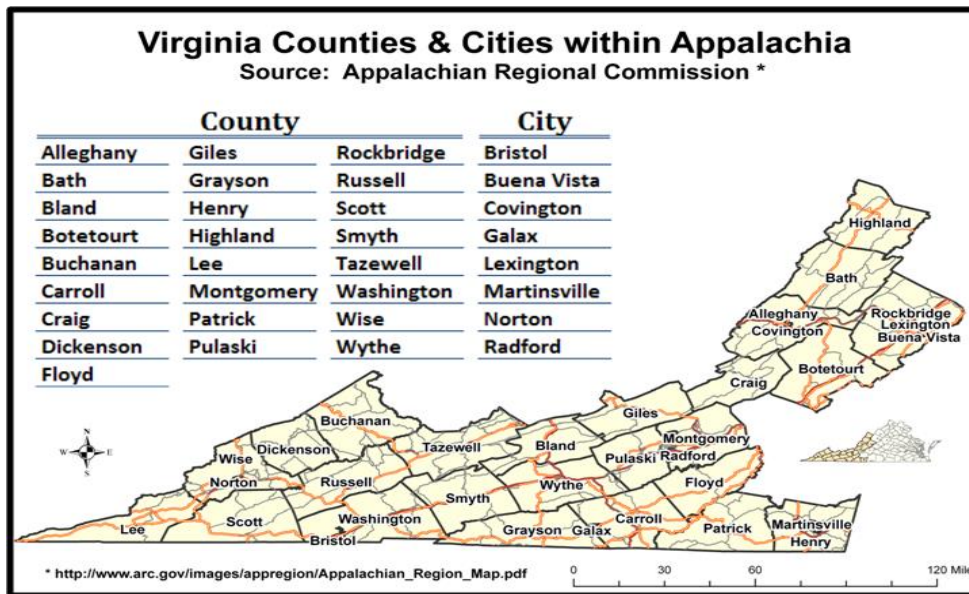 Virginia Counties & Cities within Appalachia
Source: Appalachian Regional Commission *
County City
Alleghany Giles Rockbridge Bristol
Bath Grayson Russell Buena Vista
Bland Henry Scott Covington
Botetourt Highland Smyth Galax
Buchanan Lee Tazewell Lexington
Carroll Montgomery Washington Martinsville
Craig Patrick Wise Norton
Dickenson Pulaski Wythe Radford
Floyd
Highland
Bath
Alleghany
Covington
Rockbridge
Lexington
Buena Vista
Botetourt
Craig
Giles
Buchanan
Dickenson
Tazewell
Bland
Montgomery
Radford
Pulaski
Wise
Norton
Russell
Smyth
Wythe
Floyd
Lee
Scott
Washington
Bristol
Grayson
Galax
Carroll
Patrick
Martinsville
Henry
N
W E
S
* http://www.arc.gov/images/appregion/Appalachian_Region_Map.pdf
0 30 60 120 Mile